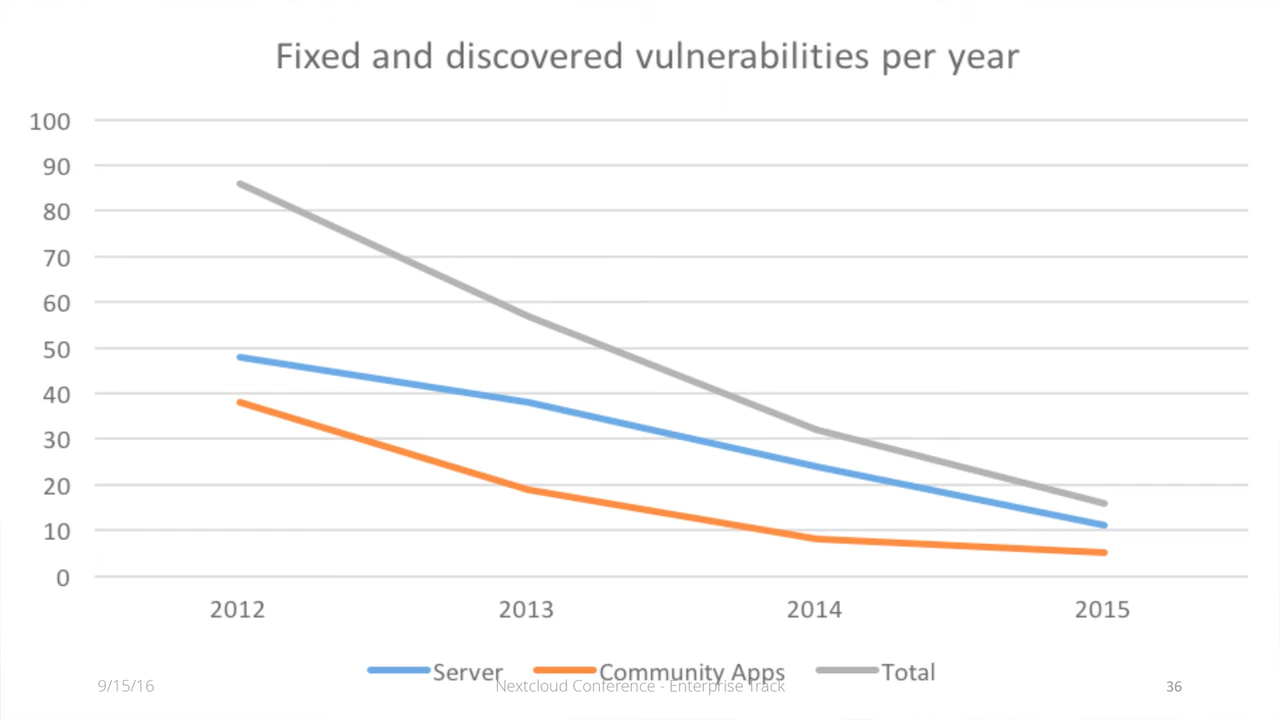 Fixed and discovered vulnerabilities per year
100
90
80
70
60
50
40
30
20
10
0
2012 2013 2014 2015
Server Community Apps Total
9/15/16 Nextcloud Conference - Enterprise Track 36